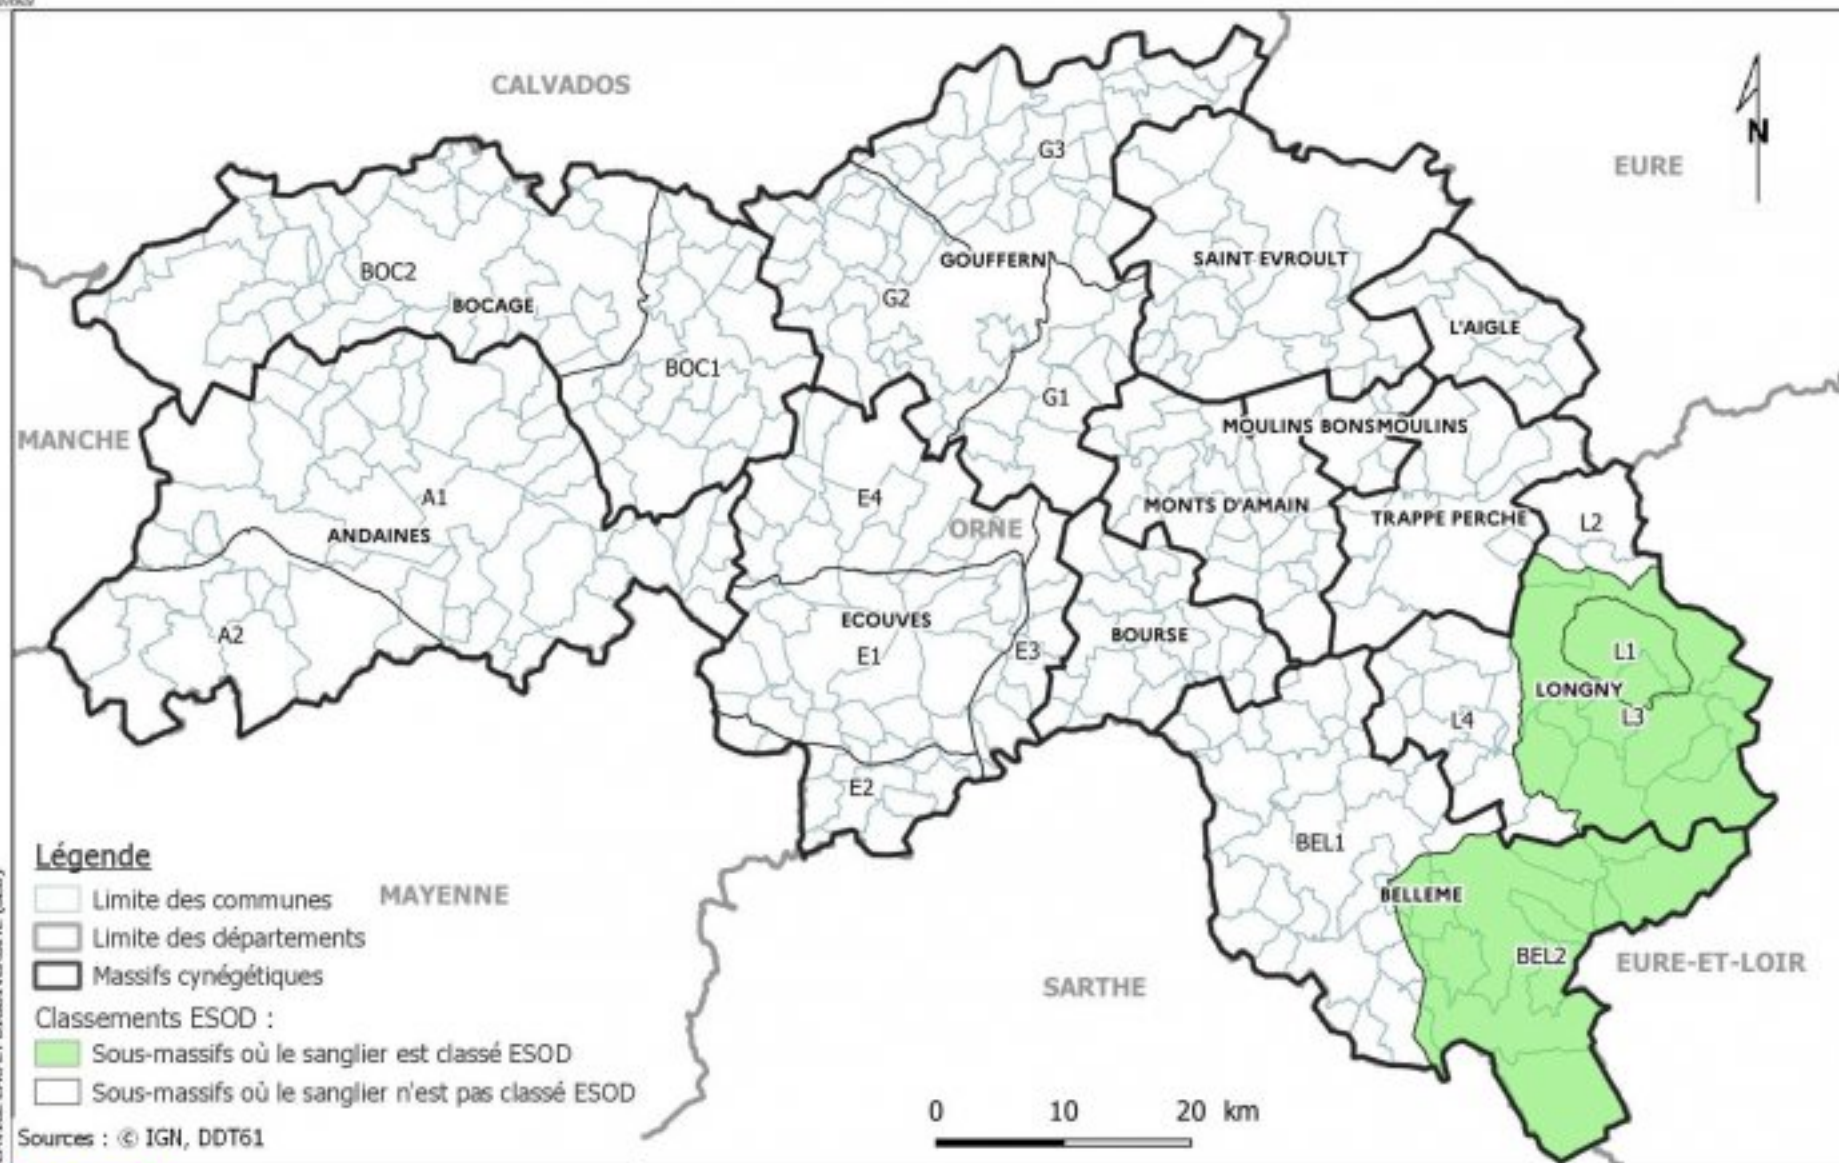 CALVADOS
N
G3
EURE
SAINT EVROULT
GOUFFERN
BOC2
BOCAGE
G2
L'AIGLE
BOC1
G1
MOULINS BONSMOULINS
MANCHE
A1
E4
MONTS D'AMAIN
ORNE
TRAPPE PERCHE
L2
ANDAINES
ECOUVES
A2
BOURSE
E1
E3
L1
LONGNY
L4
L3
E2
BEL1
Légende
Limite des communes
MAYENNE
BELLEME
Limite des départements
BEL2
EURE-ET-LOIR
Massifs cynégétiques
SARTHE
Classements ESOD :
Sous-massifs où le sanglier est classé ESOD
Sous-massifs où le sanglier n'est pas classé ESOD
0 10 20 km
Sources : © IGN, DDT61